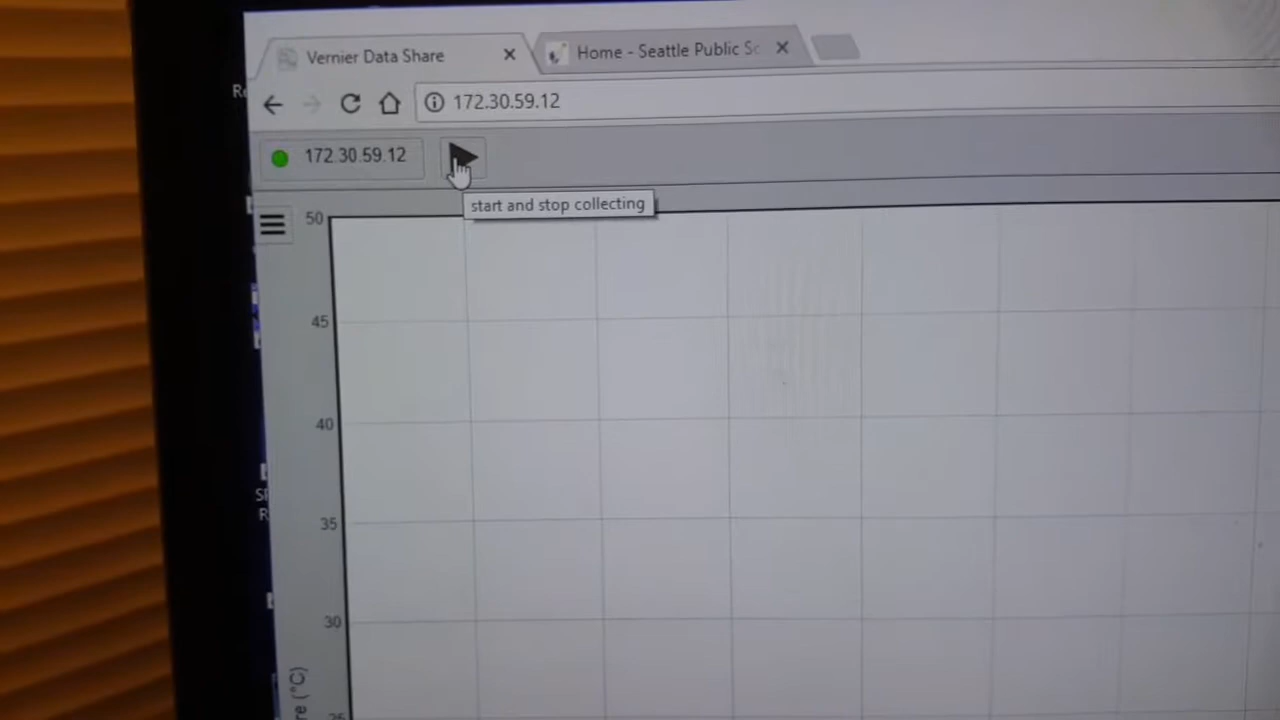 Vernier Data Share
Home - Seattle Public Sc
172.30.59.12
172.30.59.12
start and stop collecting
50
45
40
35
30
re (°C)